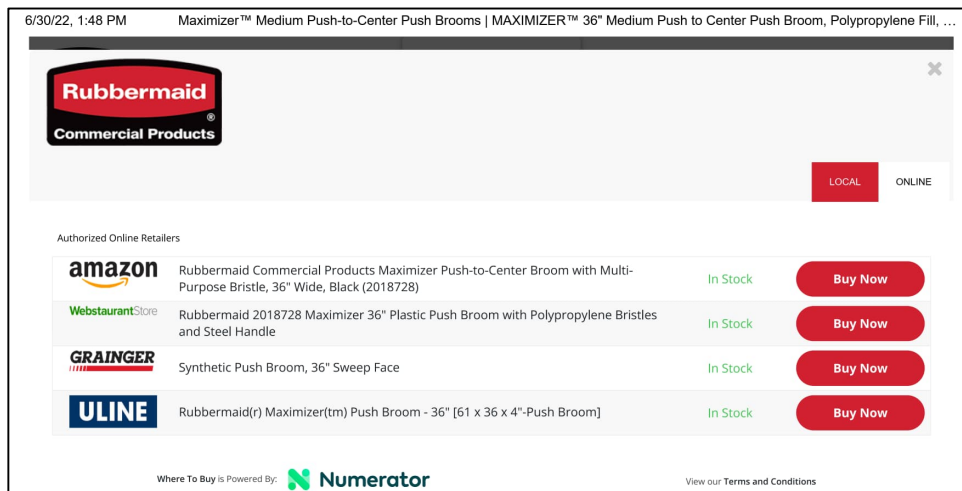 6/30/22, 1:48 PM Maximizer™ Medium Push-to-Center Push Brooms | MAXIMIZER™ 36" Medium Push to Center Push Broom, Polypropylene Fill, …
Rubbermaid
®
Commercial Products
LOCAL ONLINE
Authorized Online Retailers
amazon
Rubbermaid Commercial Products Maximizer Push-to-Center Broom with Multi-
Purpose Bristle, 36" Wide, Black (2018728)
In Stock
Buy Now
WebstaurantStore
Rubbermaid 2018728 Maximizer 36" Plastic Push Broom with Polypropylene Bristles
and Steel Handle
In Stock
Buy Now
GRAINGER
Synthetic Push Broom, 36" Sweep Face
In Stock
Buy Now
ULINE
Rubbermaid(r) Maximizer(tm) Push Broom - 36" [61 x 36 x 4"-Push Broom]
In Stock
Buy Now
Where To Buy is Powered By: Numerator
View our Terms and Conditions